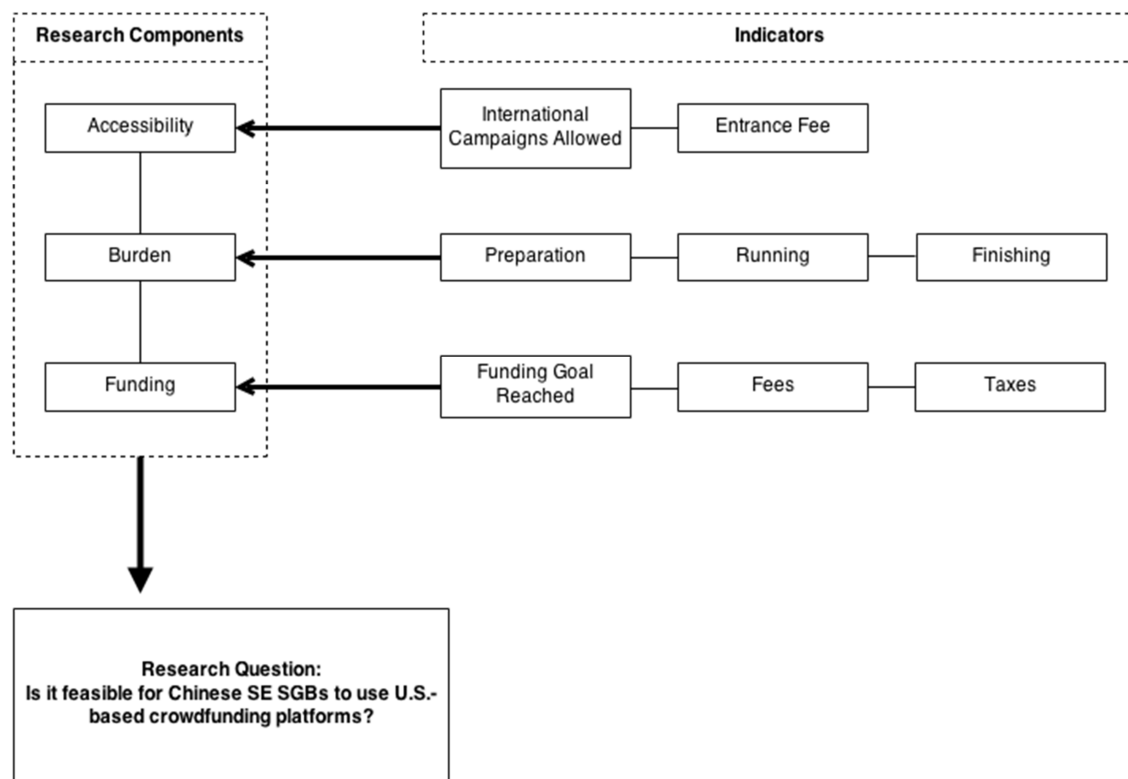 Research Components
Indicators
Accessibility
International
Campaigns Allowed
Entrance Fee
Burden
Preparation
Running
Finishing
Funding
Funding Goal
Reached
Fees
Taxes
Research Question:
Is it feasible for Chinese SE SGBs to use U.S.-
based crowdfunding platforms?